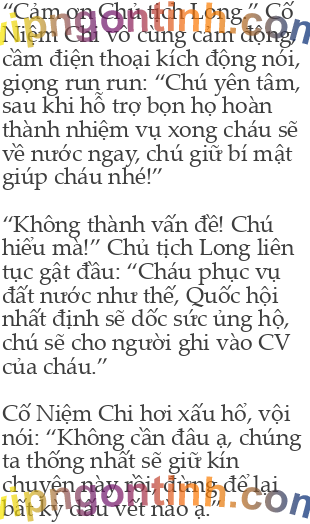 “Cảm ơn Chủ tịch Long.” Cố
Niệm Chi vô cùng cảm động,
cầm điện thoại kích động nói,
giọng run run: “Chú yên tâm,
sau khi hỗ trợ bọn họ hoàn
thành nhiệm vụ xong cháu sẽ
về nước ngay, chú giữ bí mật
giúp cháu nhé!”
“Không thành vấn đề! Chú
hiểu mà!” Chủ tịch Long liên
tục gật đầu: “Cháu phục vụ
đất nước như thế, Quốc hội
nhất định sẽ dốc sức ủng hộ,
chú sẽ cho người ghi vào CV
của cháu.”
Cố Niệm Chi hơi xấu hổ, vội
nói: “Không cần đâu ạ, chúng
ta thống nhất sẽ giữ kín
chuyện này rồi, đừng để lại
bất kỳ dấu vết nào ạ.”
vipngontinh.com
vipngontinh.com